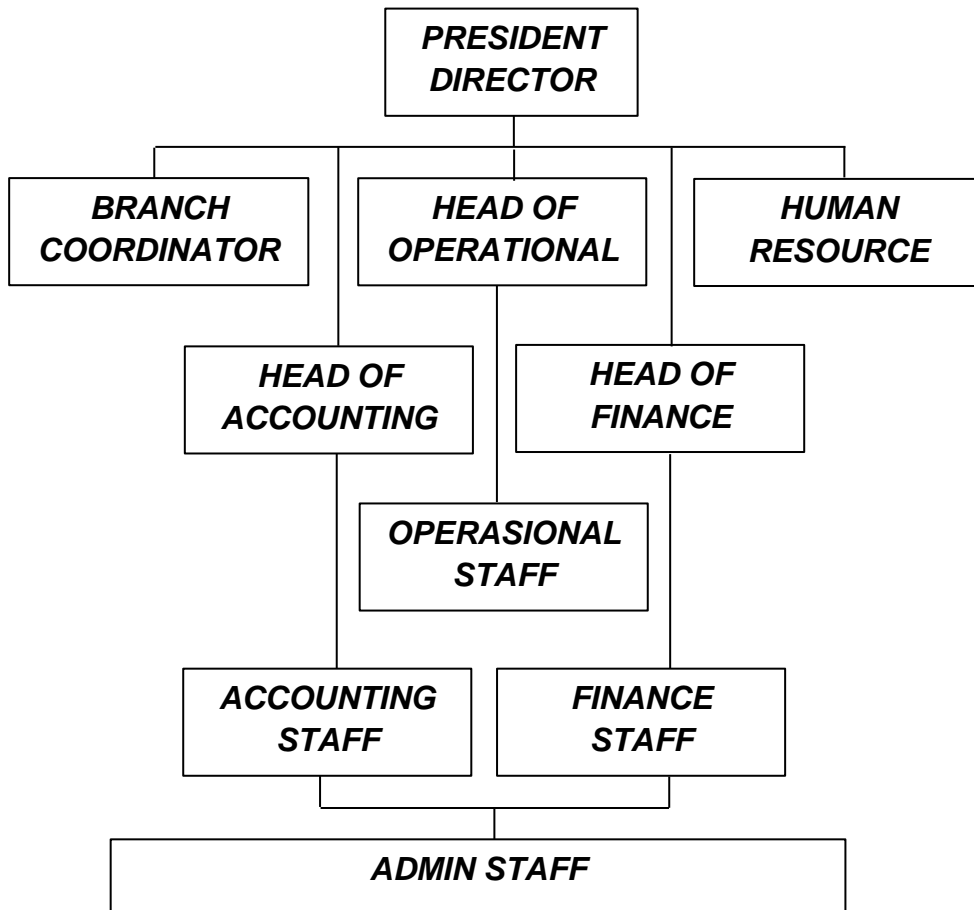 PRESIDENT
DIRECTOR
BRANCH
COORDINATOR
HEAD OF
OPERATIONAL
HUMAN
RESOURCE
HEAD OF
ACCOUNTING
HEAD OF
FINANCE
OPERASIONAL
STAFF
ACCOUNTING
STAFF
FINANCE
STAFF
ADMIN STAFF